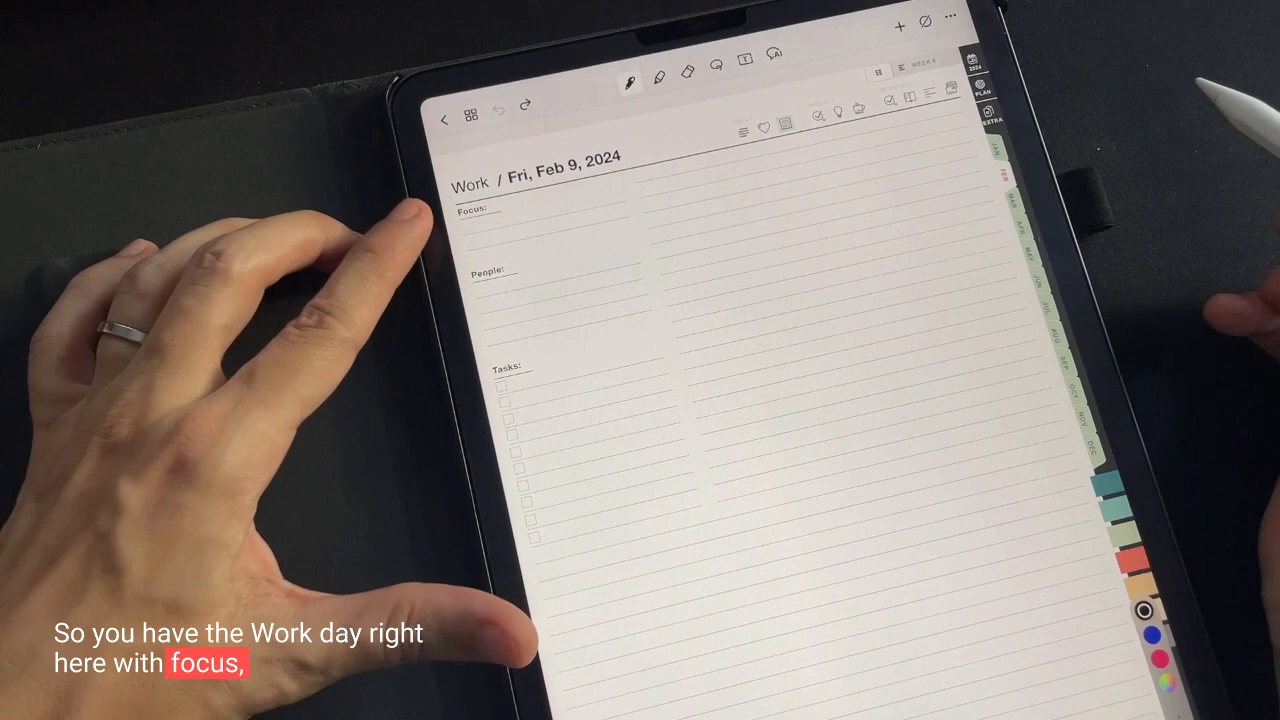 T
AI
WEEK 6
2024
PLAN
EXTRA
Work / Fri, Feb 9, 2024
Focus:
People:
Tasks:
JAN
FEB
MAR
APR
MAY
JUN
JUL
AUG
SEP
OCT
NOV
DEC
So you have the Work day right
here with focus,